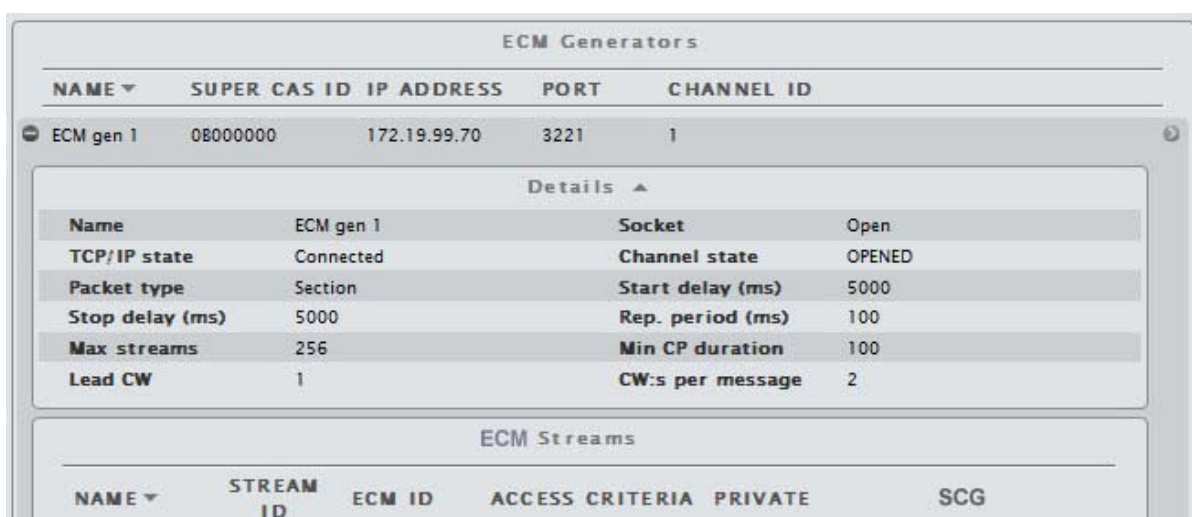 ECM Generators
NAME SUPER CAS ID IP ADDRESS PORT CHANNEL ID
ECM gen 1 0B000000 172.19.99.70 3221 1
Details
Name ECM gen 1 Socket Open
TCP/IP state Connected Channel state OPENED
Packet type Section Start delay (ms) 5000
Stop delay (ms) 5000 Rep. period (ms) 100
Max streams 256 Min CP duration 100
Lead CW 1 CW:s per message 2
ECM Streams
NAME STREAM ID ECM ID ACCESS CRITERIA PRIVATE SCG